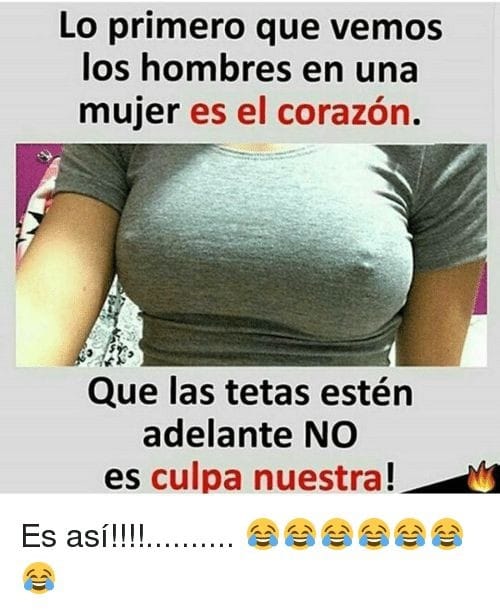 Lo primero que vemos
los hombres en una
mujer es el corazón.
Que las tetas estén
adelante NO
es culpa nuestra!
Es así!!!!.......... 😂😂😂😂😂😂
😂